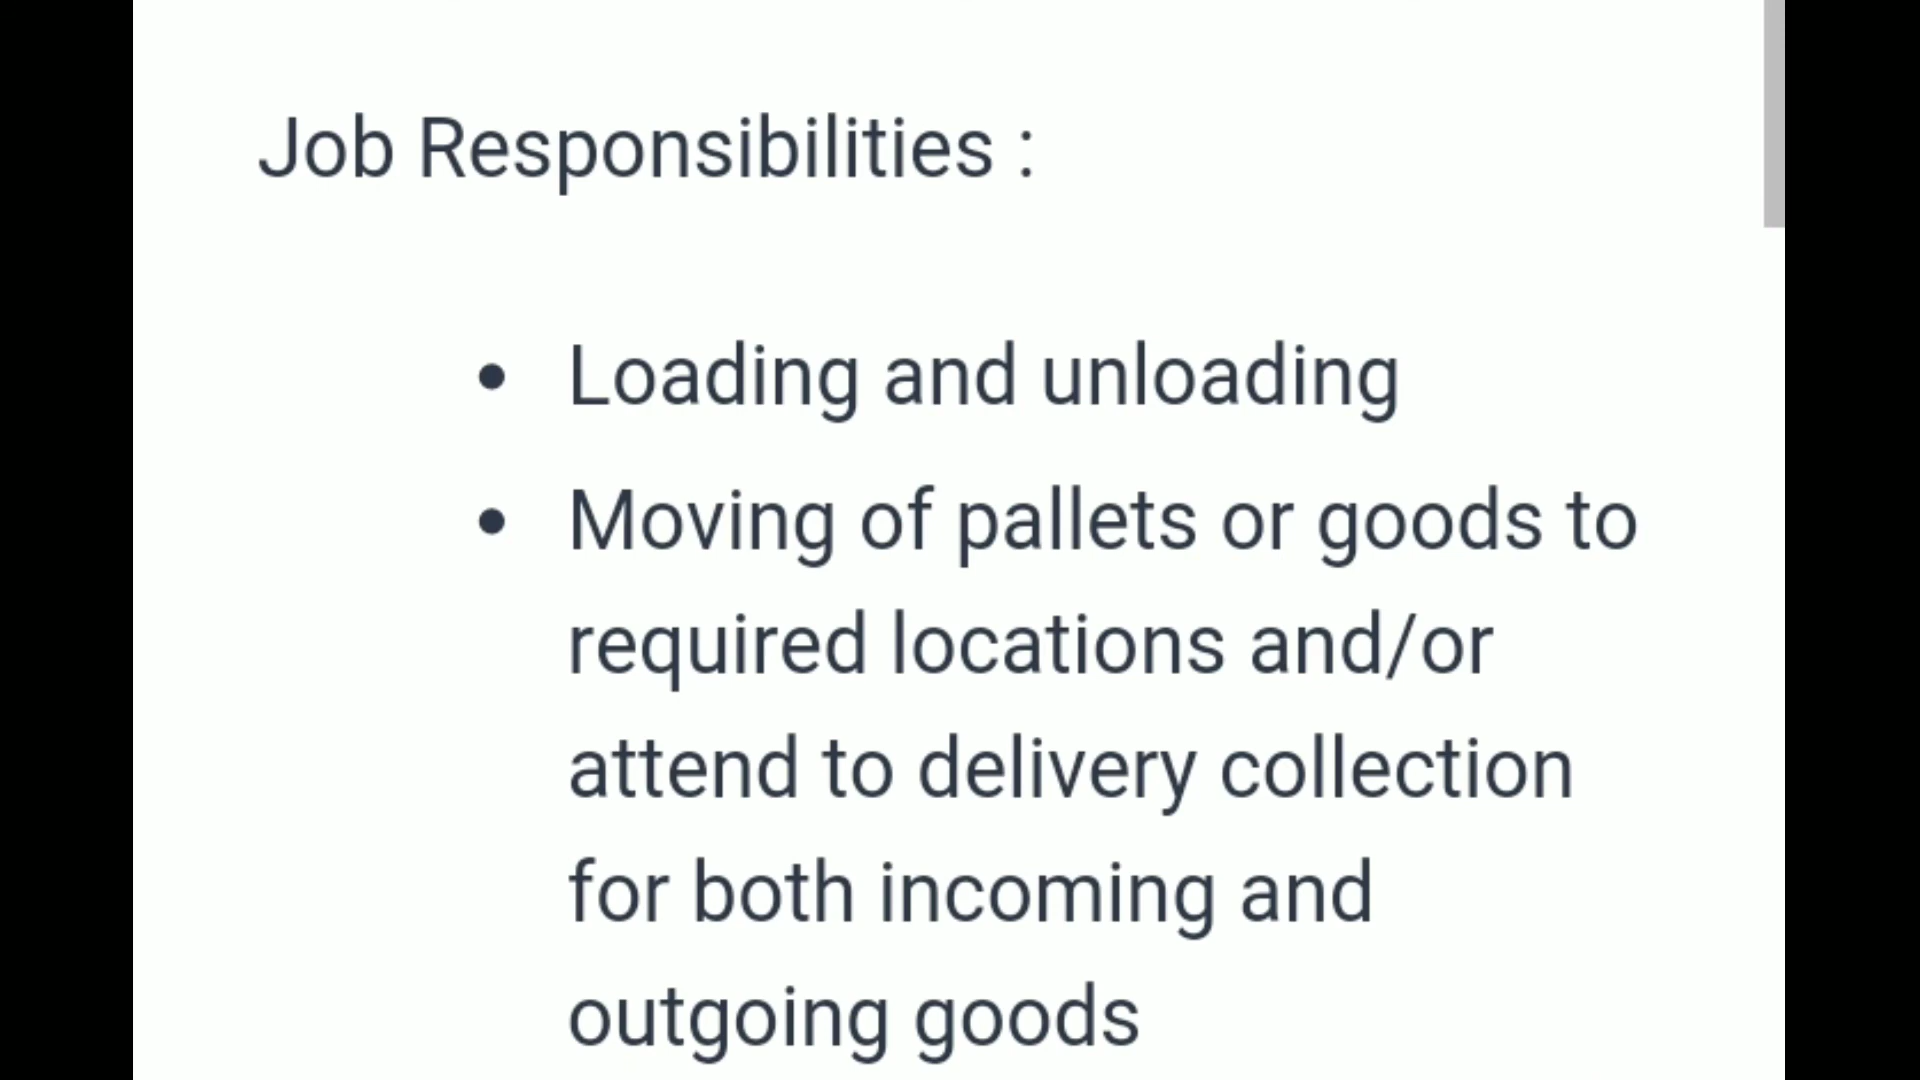 Job Responsibilities :
• Loading and unloading
• Moving of pallets or goods to
required locations and/or
attend to delivery collection
for both incoming and
outgoing goods